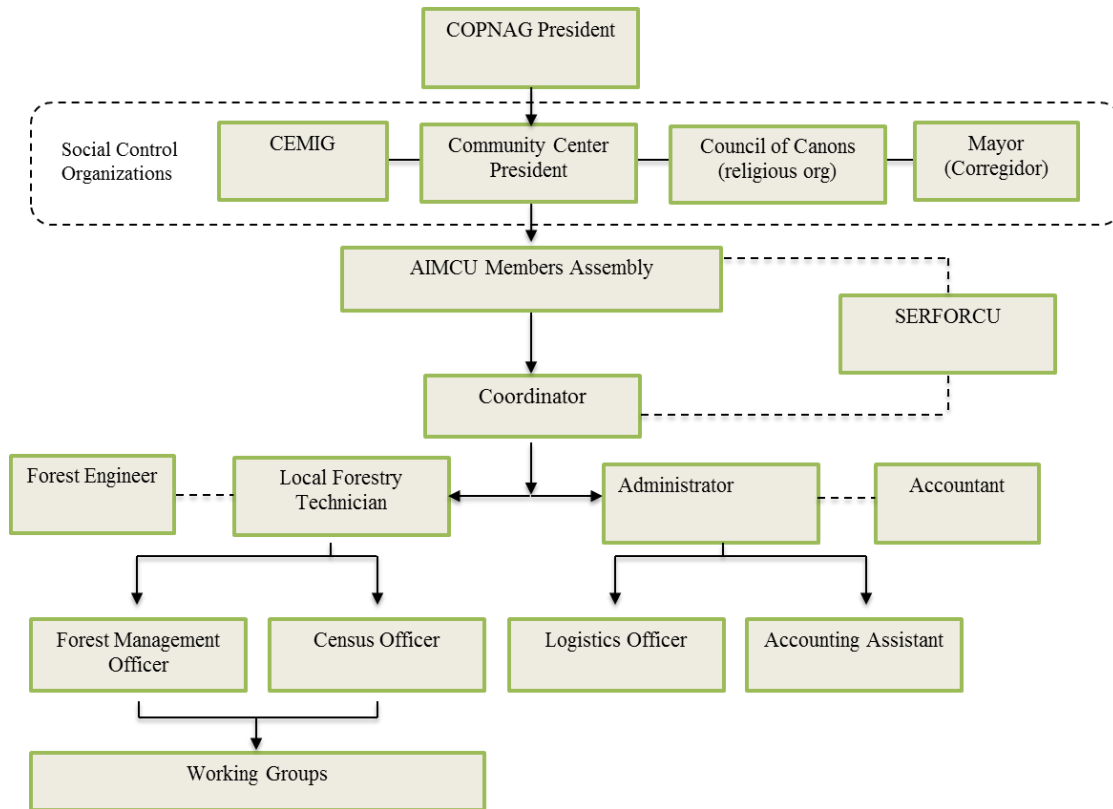 COPNAG President
Social Control
Organizations
CEMIG
Community Center
President
Council of Canons
(religious org)
Mayor
(Corregidor)
AIMCU Members Assembly
SERFORCU
Coordinator
Forest Engineer
Local Forestry
Technician
Administrator
Accountant
Forest Management
Officer
Census Officer
Logistics Officer
Accounting Assistant
Working Groups